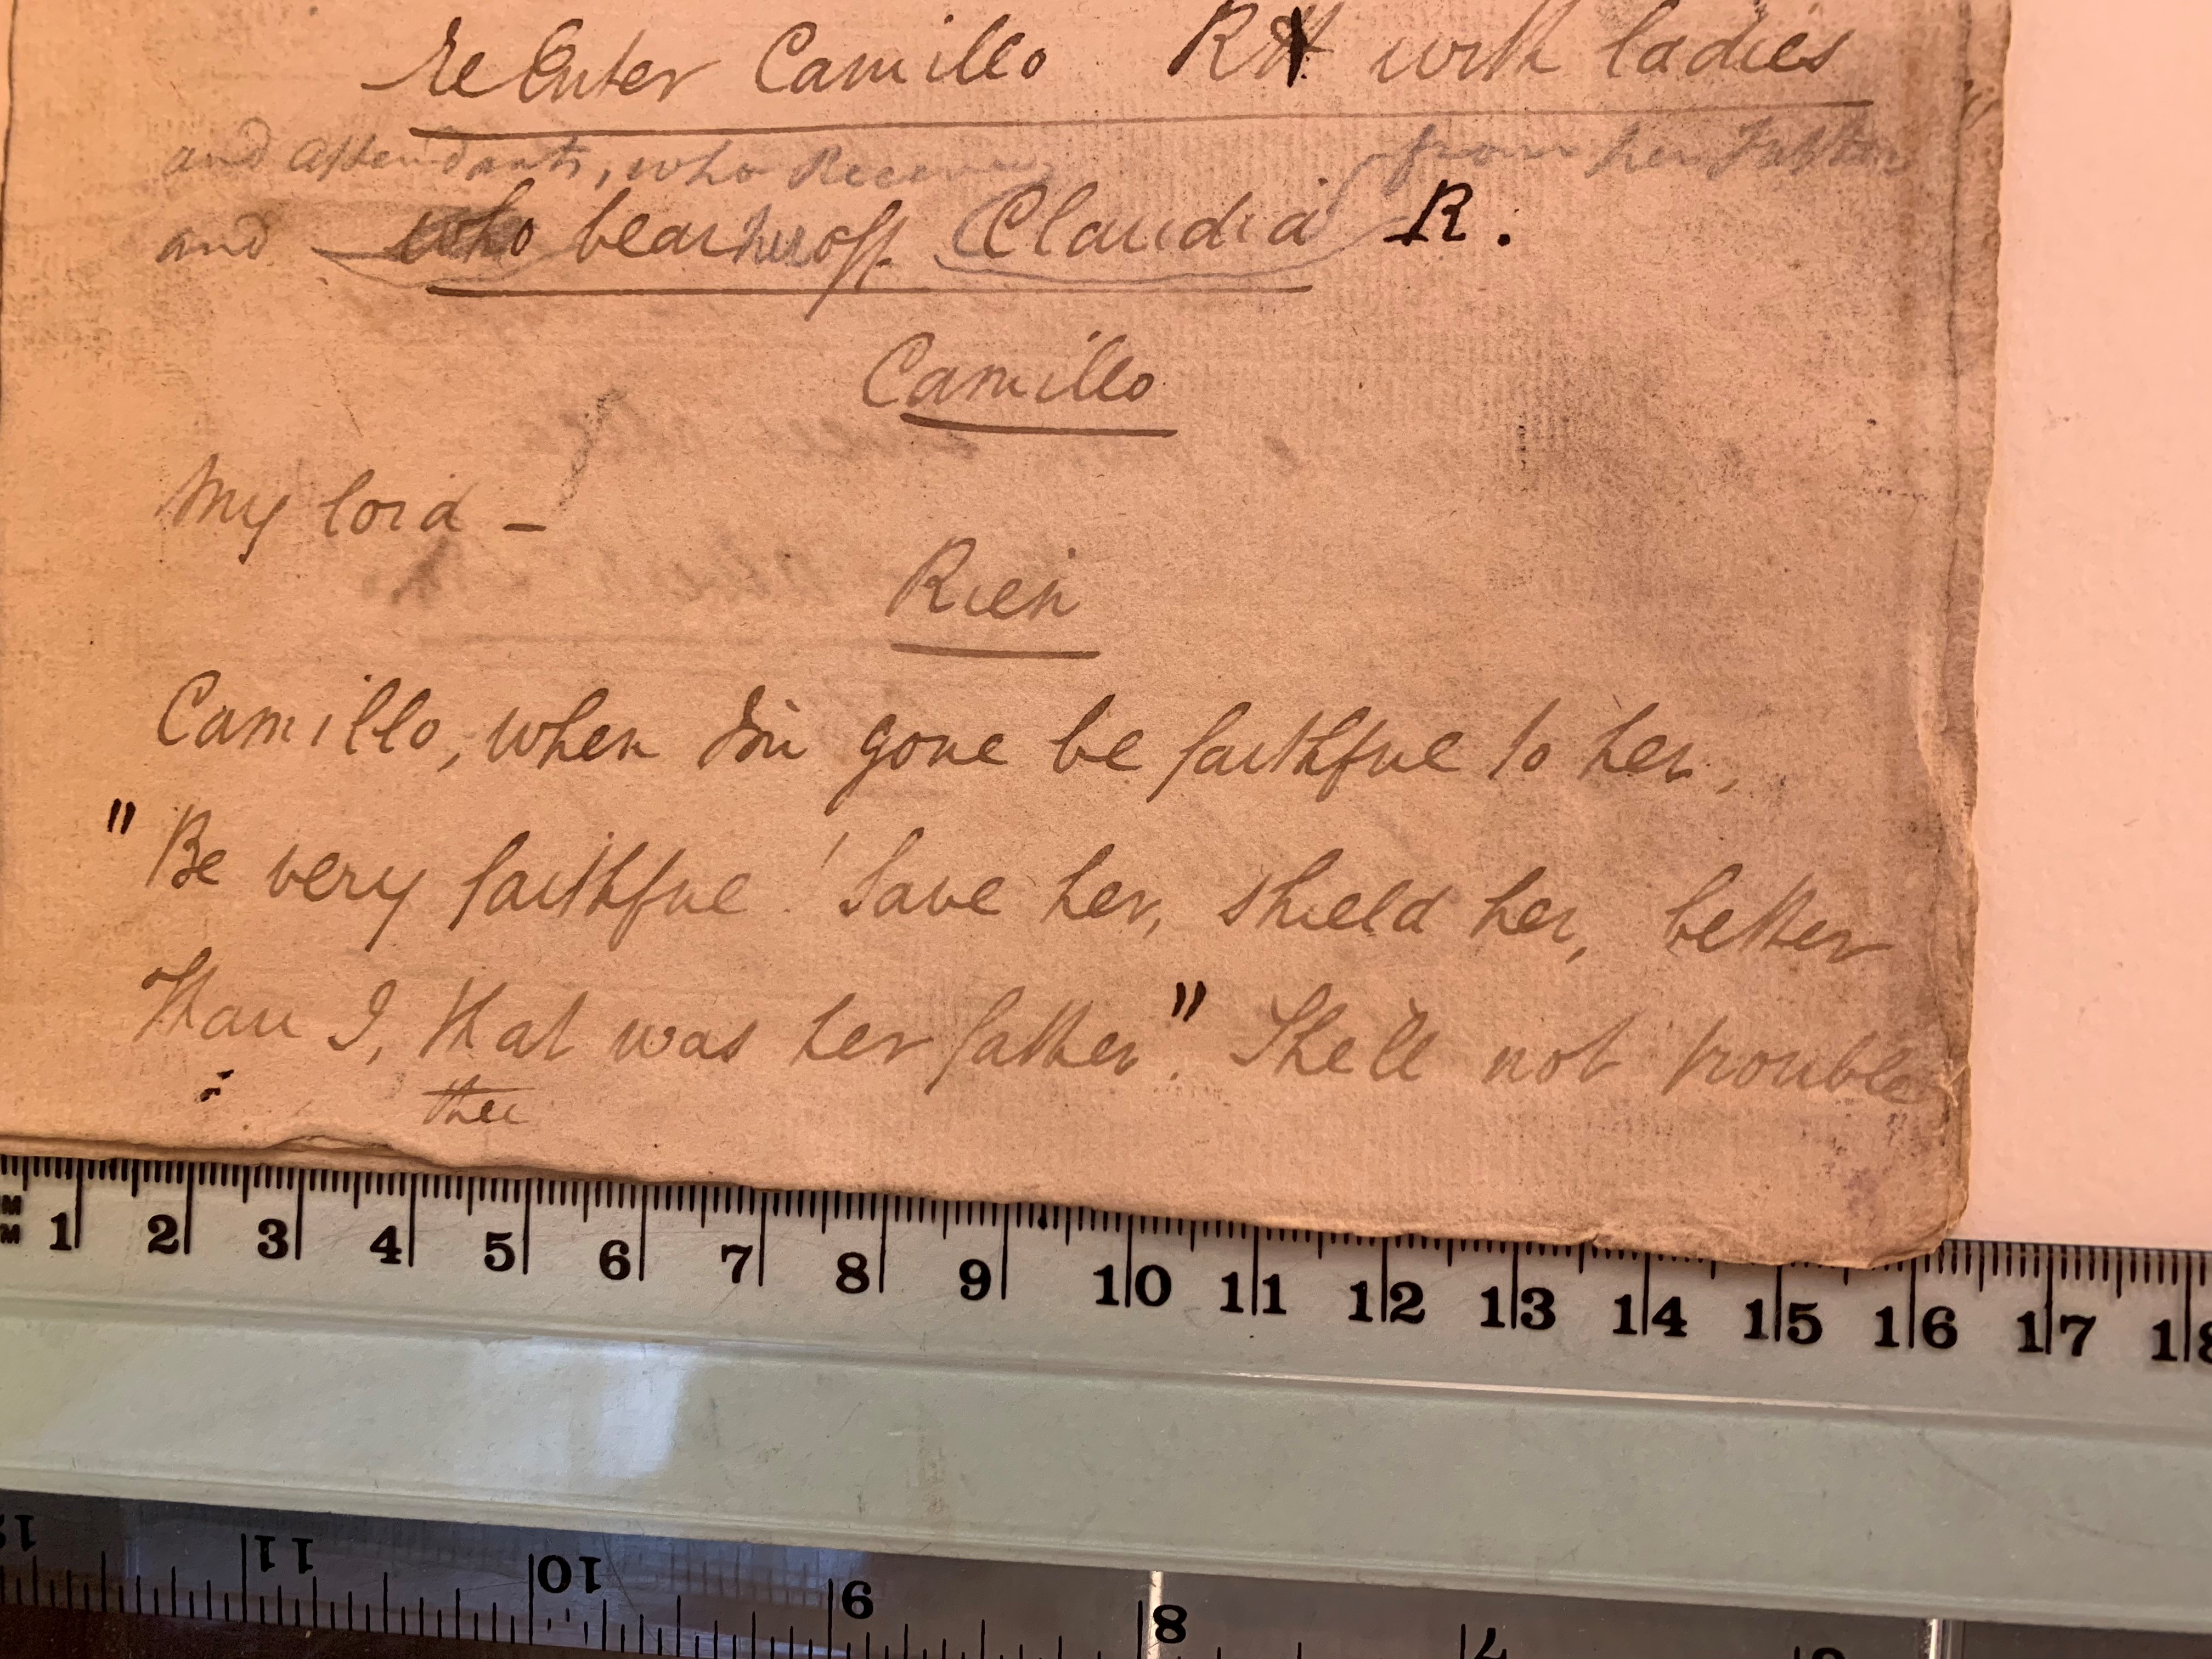 ReEnter Camillo R with ladies
and attendants, who Receive from her Father
and who bear her off Claudia R.
Camillo
My lord –
Rien
Camillo, when I'm gone be faithful to her,
" Be very faithful ! Save her, shield her, better
Than I, that was her father." She'll not trouble
thee
M
M 1 2 3 4 5 6 7 8 9 10 11 12 13 14 15 16 17 18
12 11 10 9 8 7 6